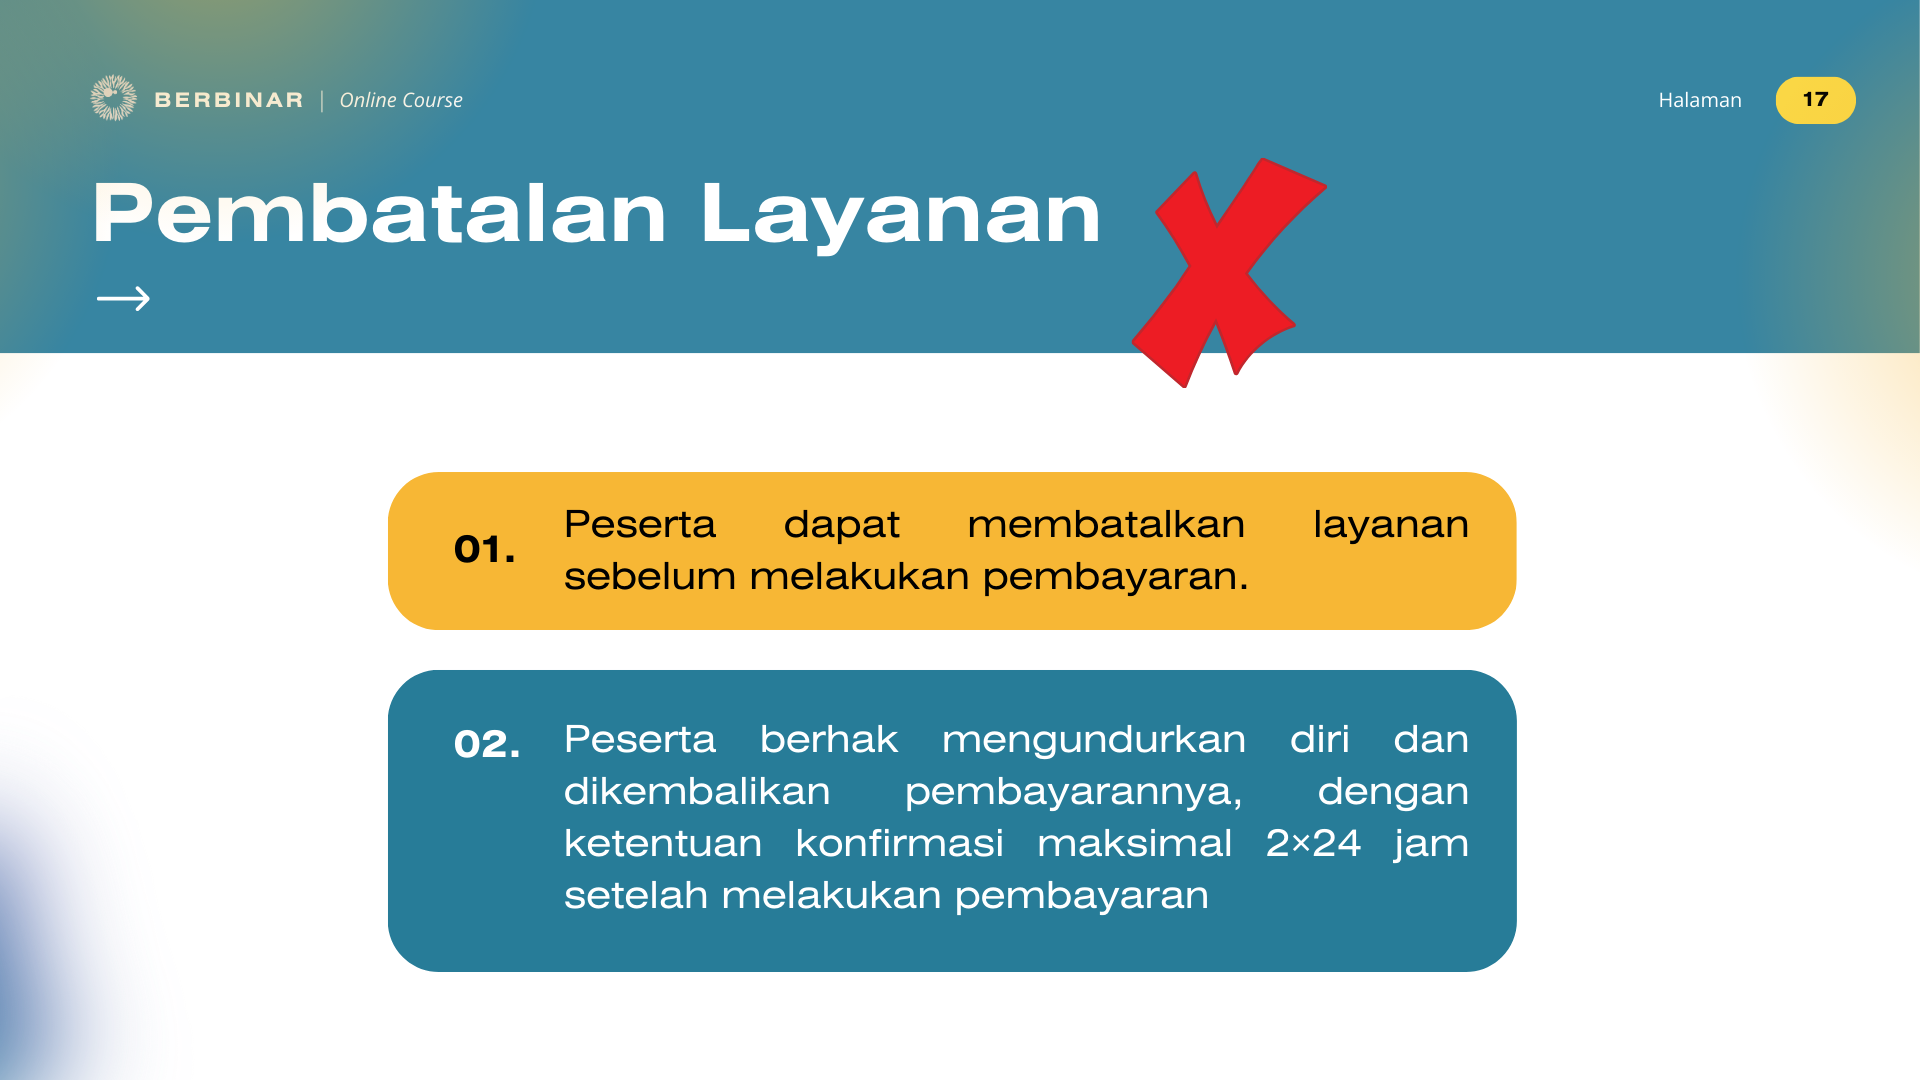 BERBINAR | Online Course
Halaman 17
Pembatalan Layanan
01. Peserta dapat membatalkan layanan
sebelum melakukan pembayaran.
02. Peserta berhak mengundurkan diri dan
dikembalikan pembayarannya, dengan
ketentuan konfirmasi maksimal 2×24 jam
setelah melakukan pembayaran